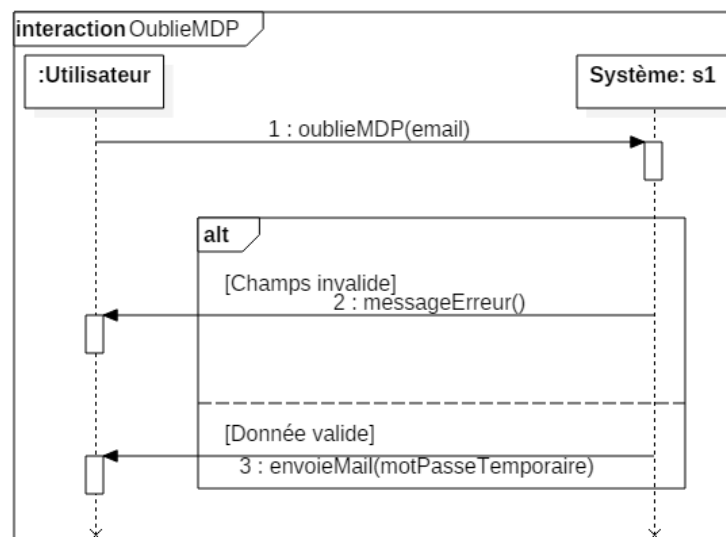 interaction OublieMDP
:Utilisateur
Système: s1
1 : oublieMDP(email)
alt
[Champs invalide]
2 : messageErreur()
[Donnée valide]
3 : envoieMail(motPasseTemporaire)